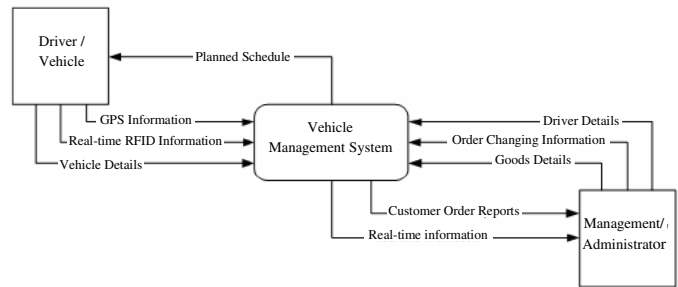 Driver /
Vehicle
Planned Schedule
GPS Information
Real-time RFID Information
Vehicle Details
Vehicle
Management System
Driver Details
Order Changing Information
Goods Details
Customer Order Reports
Real-time information
Management/
Administrator